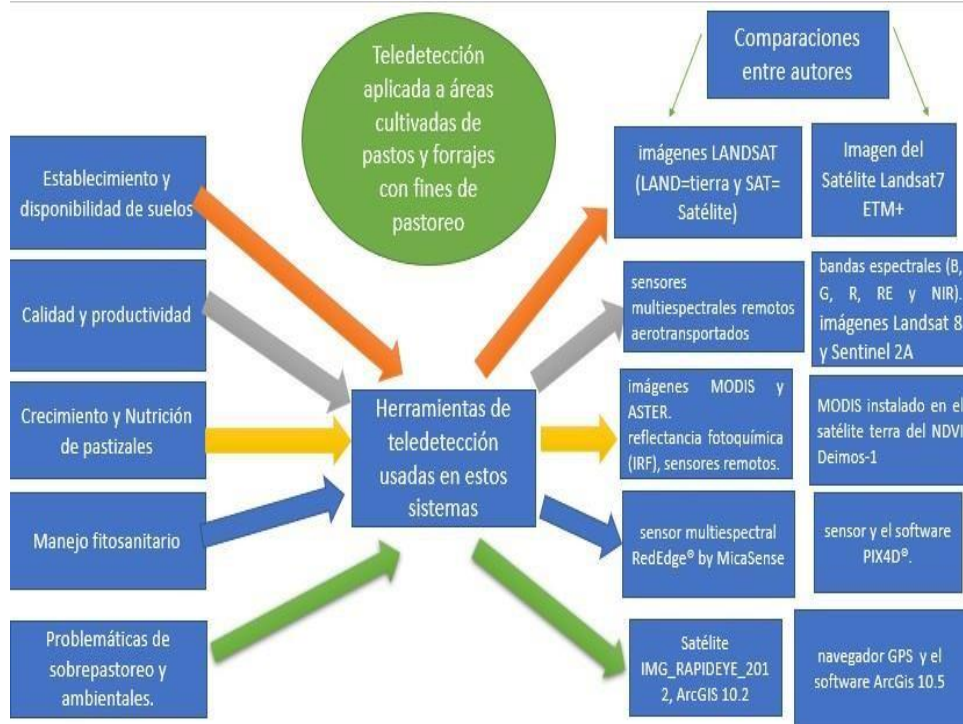 Teledetección
aplicada a áreas
cultivadas de
pastos y forrajes
con fines de
pastoreo
Comparaciones
entre autores
Establecimiento y
disponibilidad de suelos
Calidad y productividad
Crecimiento y Nutrición
de pastizales
Manejo fitosanitario
Problemáticas de
sobrepastoreo y
ambientales.
Herramientas de
teledetección
usadas en estos
sistemas
imágenes LANDSAT
(LAND=tierra y SAT=
Satélite)
Imagen del
Satélite Landsat7
ETM+
sensores
multiespectrales remotos
aerotransportados
bandas espectrales (B,
G, R, RE y NIR).
imágenes Landsat 8
y Sentinel 2A
imágenes MODIS y
ASTER.
reflectancia fotoquímica
(IRF), sensores remotos.
MODIS instalado en el
satélite terra del NDVI
Deimos-1
sensor multiespectral
RedEdge® by MicaSense
sensor y el software
PIX4D®.
Satélite
IMG_RAPIDEYE_201
2, ArcGIS 10.2
navegador GPS y el
software ArcGis 10.5